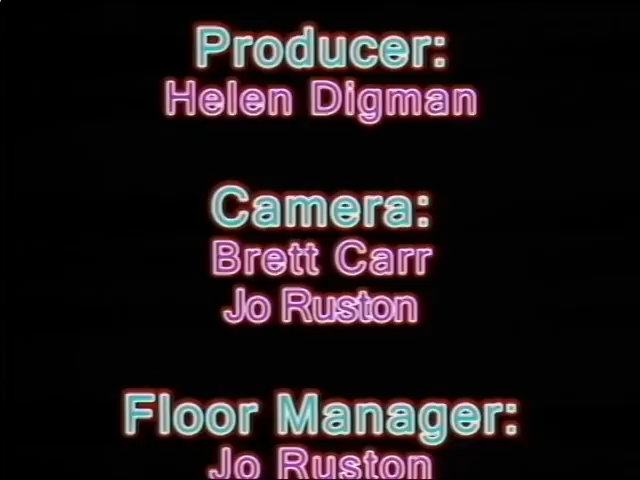 Producer:
Helen Digman
Camera:
Brett Carr
Jo Ruston
Floor Manager:
Jo Ruston